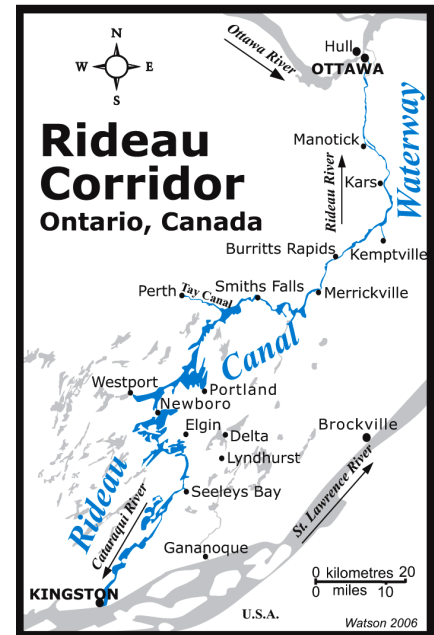 N
W E
S
Ottawa River
Hull
OTTAWA
Rideau
Corridor
Ontario, Canada
Manotick
Rideau River
Waterway
Kars
Burritts Rapids
Kemptville
Perth
Tay Canal
Smiths Falls
Merrickville
Canal
Westport
Portland
Newboro
Elgin
Delta
Brockville
Lyndhurst
Rideau
Cataraqui River
Seeleys Bay
St. Lawrence River
Gananoque
KINGSTON
0 kilometres 20
0 miles 10
U.S.A.
Watson 2006